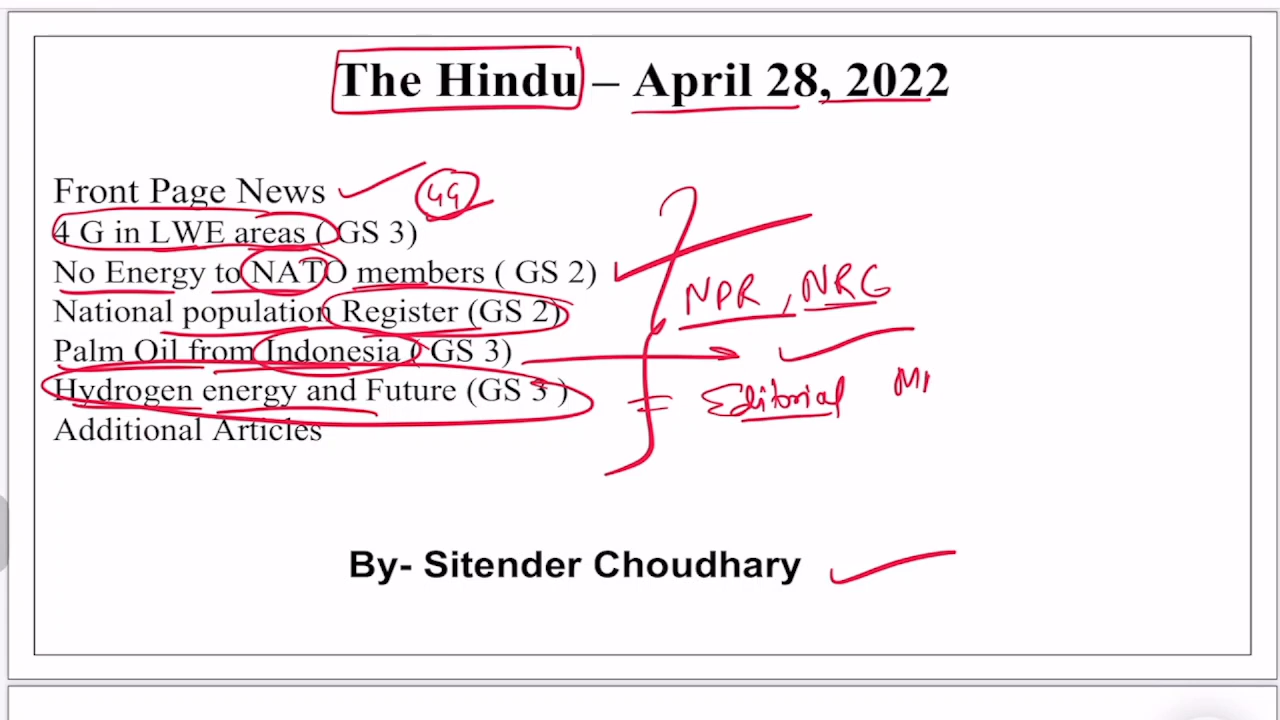 The Hindu – April 28, 2022
Front Page News
4G
4 G in LWE areas ( GS 3)
No Energy to NATO members ( GS 2)
NPR, NRC
National population Register (GS 2)
Palm Oil from Indonesia ( GS 3)
Hydrogen energy and Future (GS 3 )
= Editorial
Additional Articles
By- Sitender Choudhary